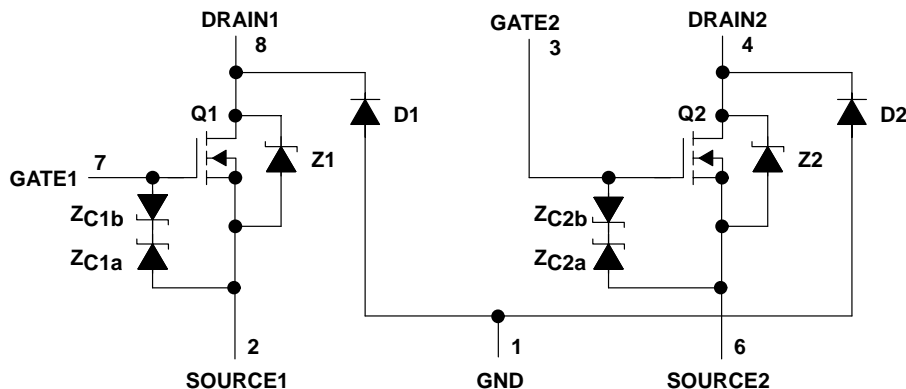 DRAIN1
8
GATE2
3
DRAIN2
4
Q1
D1
Q2
D2
7
GATE1
Z1
Z2
ZC1b
ZC1a
ZC2b
ZC2a
2
SOURCE1
1
GND
6
SOURCE2